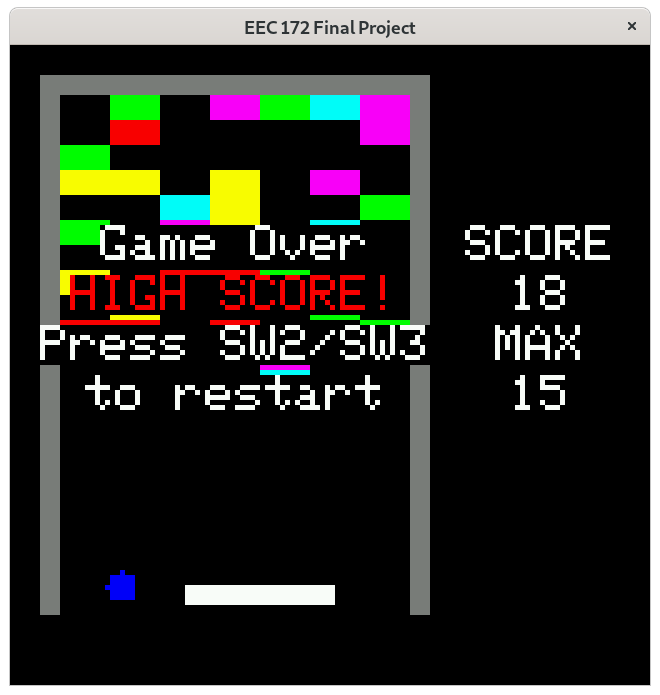 EEC 172 Final Project
Game Over
HIGH SCORE!
Press SW2/SW3
to restart
SCORE
18
MAX
15